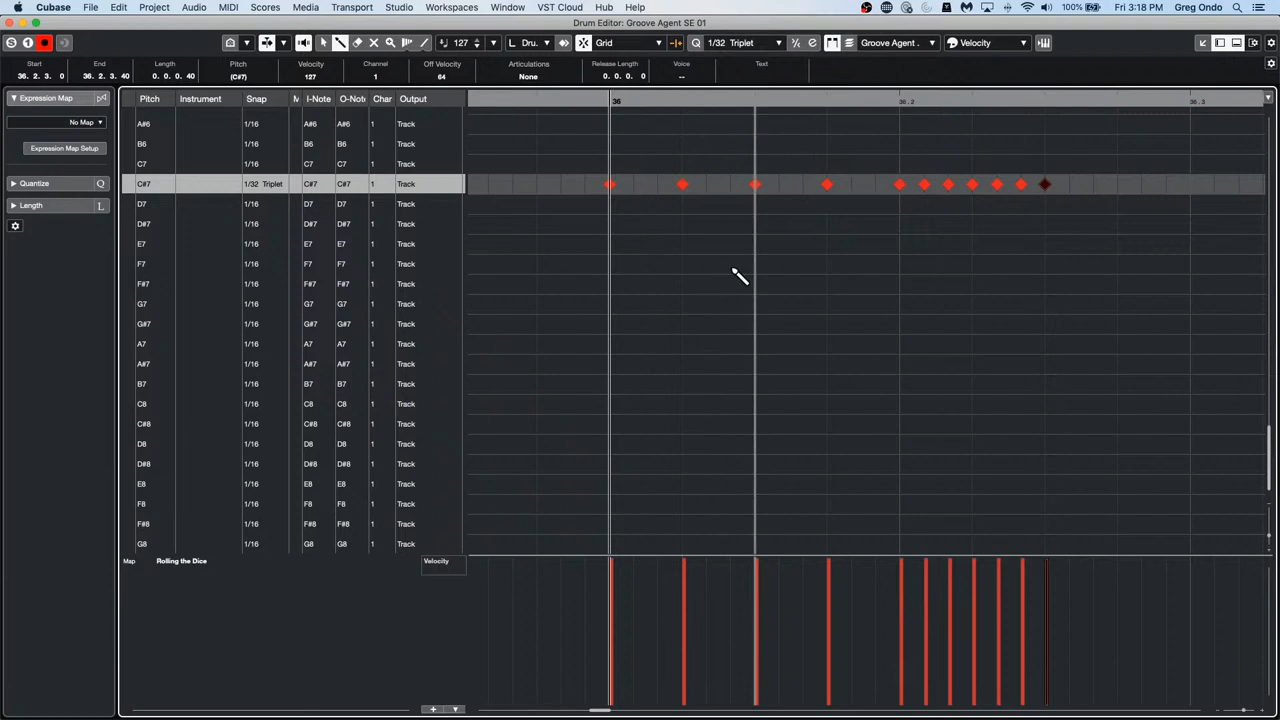 Cubase File Edit Project Audio MIDI Scores Media Transport Studio Workspaces Window VST Cloud Hub Help 100% Fri 3:18 PM Greg Ondo
Drum Editor: Groove Agent SE 01
127 L Dru. Grid Q 1/32 Triplet Groove Agent . Velocity
Start End Length Pitch Velocity Channel Off Velocity Articulations Release Length Voice Text
36. 2. 3. 0 36. 2. 3. 40 0. 0. 0. 40 (C#7) 127 1 64 None 0. 0. 0. 0 --
Expression Map
No Map
Expression Map Setup
Quantize Q
Length L
Pitch Instrument Snap M I-Note O-Note Char Output 36 36.2 36.3
A#6 1/16 A#6 A#6 1 Track
B6 1/16 B6 B6 1 Track
C7 1/16 C7 C7 1 Track
C#7 1/32 Triplet C#7 C#7 1 Track
D7 1/16 D7 D7 1 Track
D#7 1/16 D#7 D#7 1 Track
E7 1/16 E7 E7 1 Track
F7 1/16 F7 F7 1 Track
F#7 1/16 F#7 F#7 1 Track
G7 1/16 G7 G7 1 Track
G#7 1/16 G#7 G#7 1 Track
A7 1/16 A7 A7 1 Track
A#7 1/16 A#7 A#7 1 Track
B7 1/16 B7 B7 1 Track
C8 1/16 C8 C8 1 Track
C#8 1/16 C#8 C#8 1 Track
D8 1/16 D8 D8 1 Track
D#8 1/16 D#8 D#8 1 Track
E8 1/16 E8 E8 1 Track
F8 1/16 F8 F8 1 Track
F#8 1/16 F#8 F#8 1 Track
G8 1/16 G8 G8 1 Track
Map Rolling the Dice Velocity